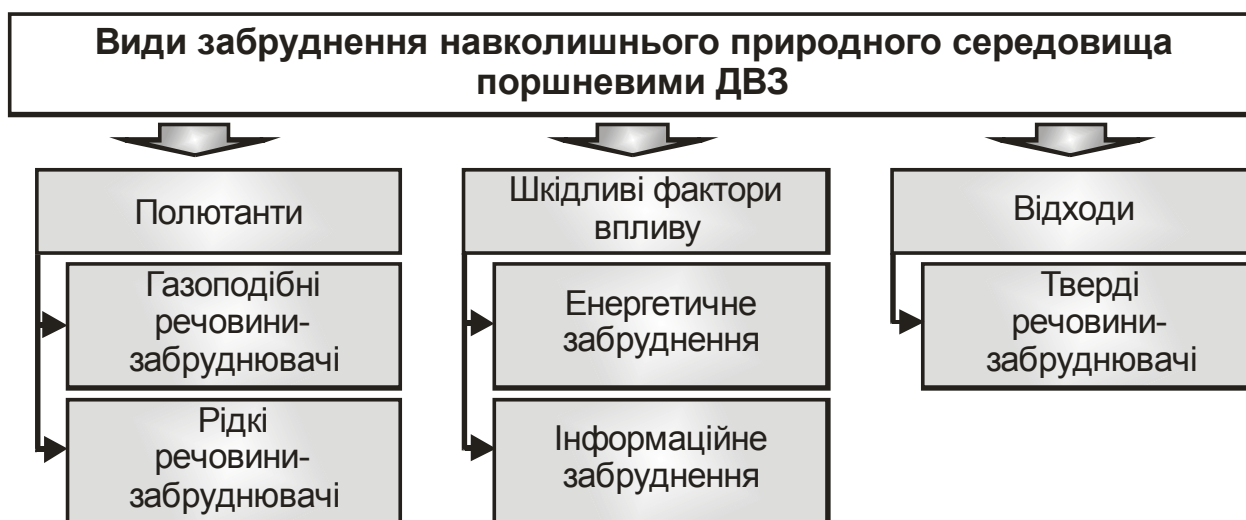 Види забруднення навколишнього природного середовища
поршневими ДВЗ
Полютанти
Газоподібні
речовини-
забруднювачі
Рідкі
речовини-
забруднювачі
Шкідливі фактори
впливу
Енергетичне
забруднення
Інформаційне
забруднення
Відходи
Тверді
речовини-
забруднювачі